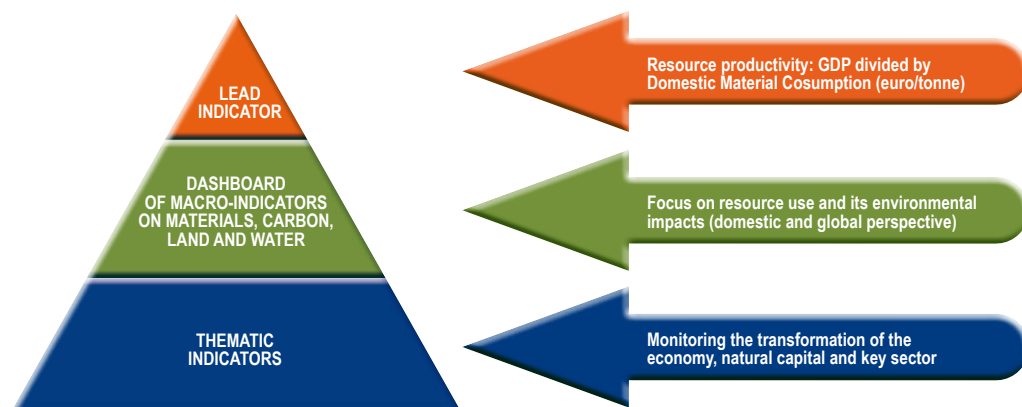 LEAD
INDICATOR
Resource productivity: GDP divided by
Domestic Material Cosumption (euro/tonne)
DASHBOARD
OF MACRO-INDICATORS
ON MATERIALS, CARBON,
LAND AND WATER
Focus on resource use and its environmental
impacts (domestic and global perspective)
THEMATIC
INDICATORS
Monitoring the transformation of the
economy, natural capital and key sector